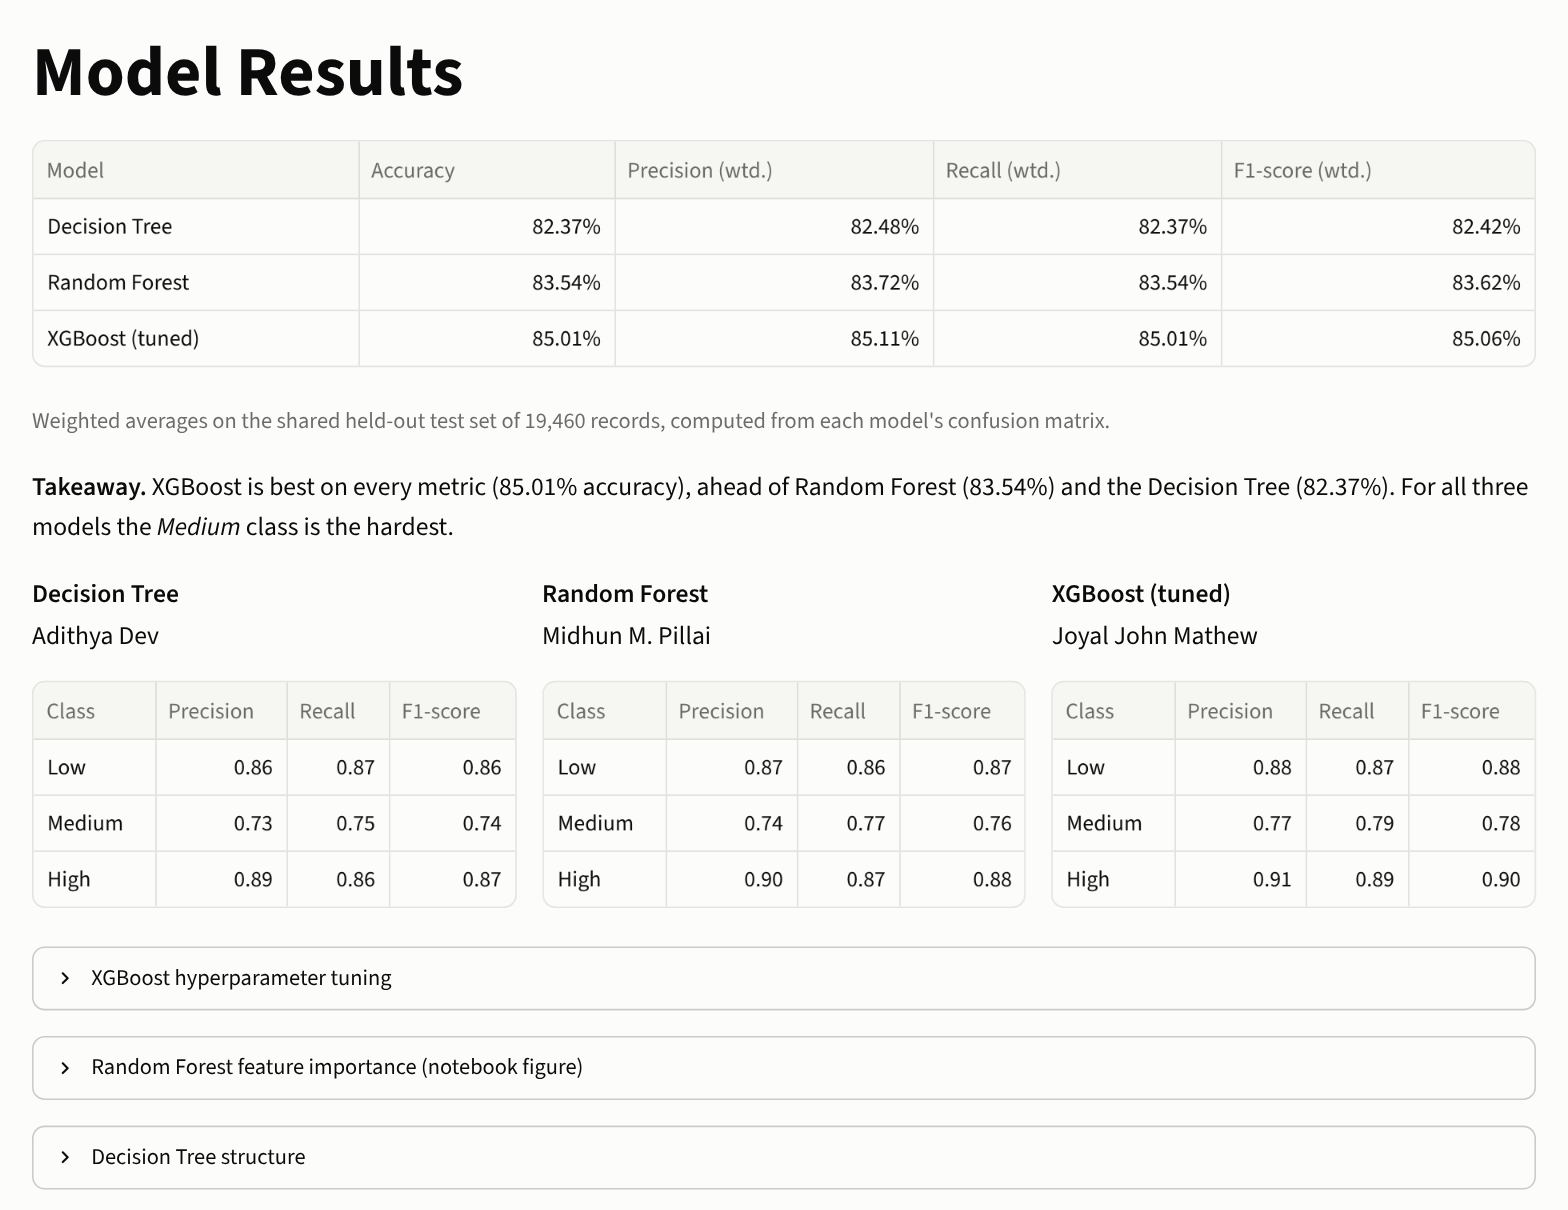 Model Results
Model Accuracy Precision (wtd.) Recall (wtd.) F1-score (wtd.)
Decision Tree 82.37% 82.48% 82.37% 82.42%
Random Forest 83.54% 83.72% 83.54% 83.62%
XGBoost (tuned) 85.01% 85.11% 85.01% 85.06%
Weighted averages on the shared held-out test set of 19,460 records, computed from each model's confusion matrix.
Takeaway. XGBoost is best on every metric (85.01% accuracy), ahead of Random Forest (83.54%) and the Decision Tree (82.37%). For all three
models the Medium class is the hardest.
Decision Tree
Adithya Dev
Class Precision Recall F1-score
Low 0.86 0.87 0.86
Medium 0.73 0.75 0.74
High 0.89 0.86 0.87
Random Forest
Midhun M. Pillai
Class Precision Recall F1-score
Low 0.87 0.86 0.87
Medium 0.74 0.77 0.76
High 0.90 0.87 0.88
XGBoost (tuned)
Joyal John Mathew
Class Precision Recall F1-score
Low 0.88 0.87 0.88
Medium 0.77 0.79 0.78
High 0.91 0.89 0.90
XGBoost hyperparameter tuning
Random Forest feature importance (notebook figure)
Decision Tree structure